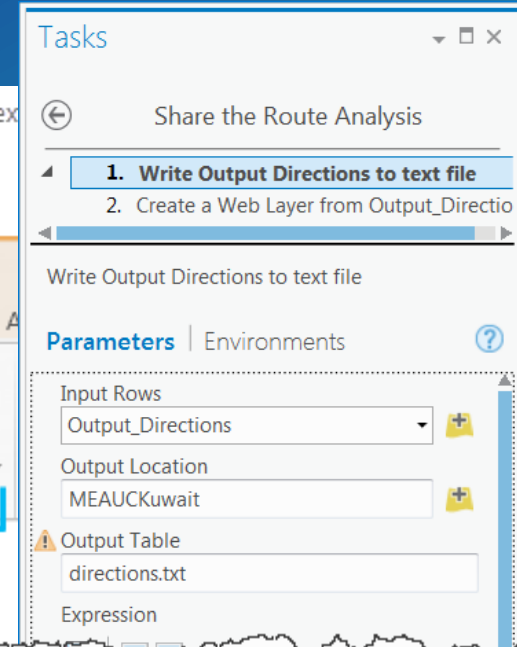 Tasks
ex
Share the Route Analysis
1. Write Output Directions to text file
2. Create a Web Layer from Output_Directio
Write Output Directions to text file
A
Parameters | Environments
?
Input Rows
Output_Directions
Output Location
MEAUCKuwait
Output Table
directions.txt
Expression